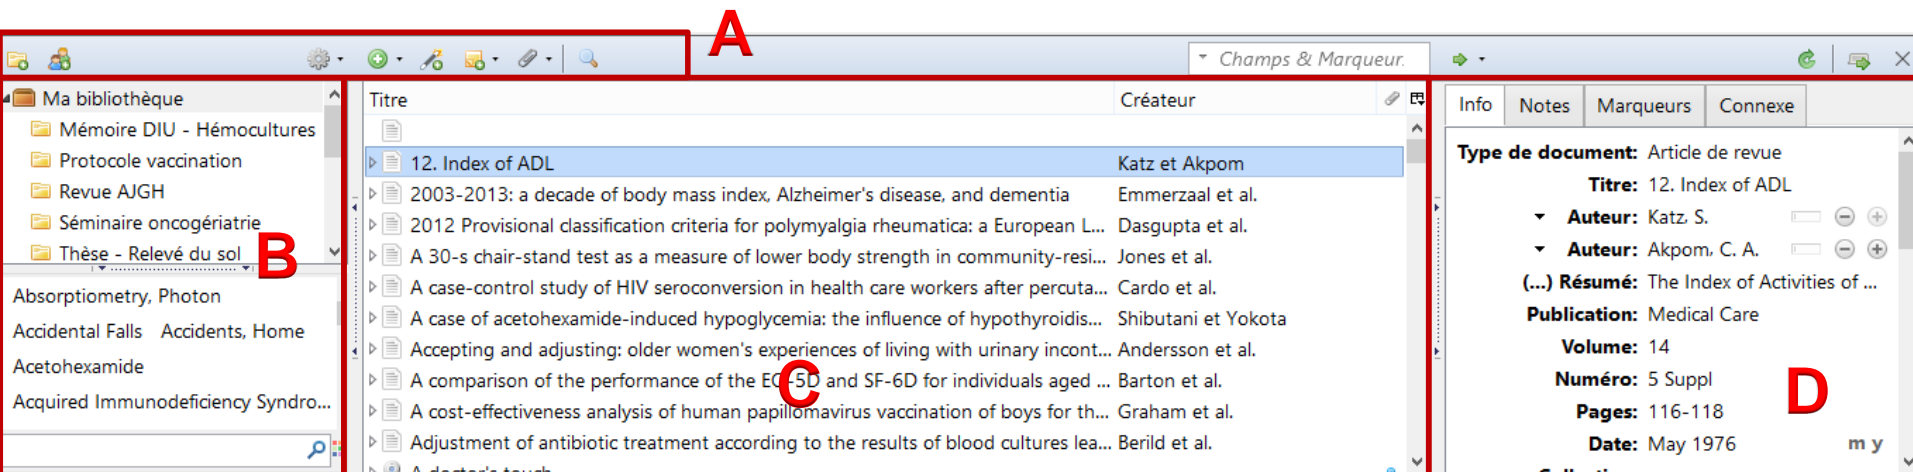 A
Champs & Marqueur.
Ma bibliothèque
Mémoire DIU - Hémocultures
Protocole vaccination
Revue AJGH
Séminaire oncogériatrie
Thèse - Relevé du sol
B
Absorptiometry, Photon
Accidental Falls Accidents, Home
Acetohexamide
Acquired Immunodeficiency Syndro...
Titre Créateur
12. Index of ADL Katz et Akpom
2003-2013: a decade of body mass index, Alzheimer's disease, and dementia Emmerzaal et al.
2012 Provisional classification criteria for polymyalgia rheumatica: a European L... Dasgupta et al.
A 30-s chair-stand test as a measure of lower body strength in community-resi... Jones et al.
A case-control study of HIV seroconversion in health care workers after percuta... Cardo et al.
A case of acetohexamide-induced hypoglycemia: the influence of hypothyroidis... Shibutani et Yokota
Accepting and adjusting: older women's experiences of living with urinary incont... Andersson et al.
A comparison of the performance of the EQ-5D and SF-6D for individuals aged ... Barton et al.
A cost-effectiveness analysis of human papillomavirus vaccination of boys for th... Graham et al.
Adjustment of antibiotic treatment according to the results of blood cultures lea... Berild et al.
A doctor's touch
C
Info Notes Marqueurs Connexe
Type de document: Article de revue
Titre: 12. Index of ADL
Auteur: Katz, S.
Auteur: Akpom, C. A.
(...) Résumé: The Index of Activities of ...
Publication: Medical Care
Volume: 14
Numéro: 5 Suppl
Pages: 116-118
Date: May 1976 m y
D